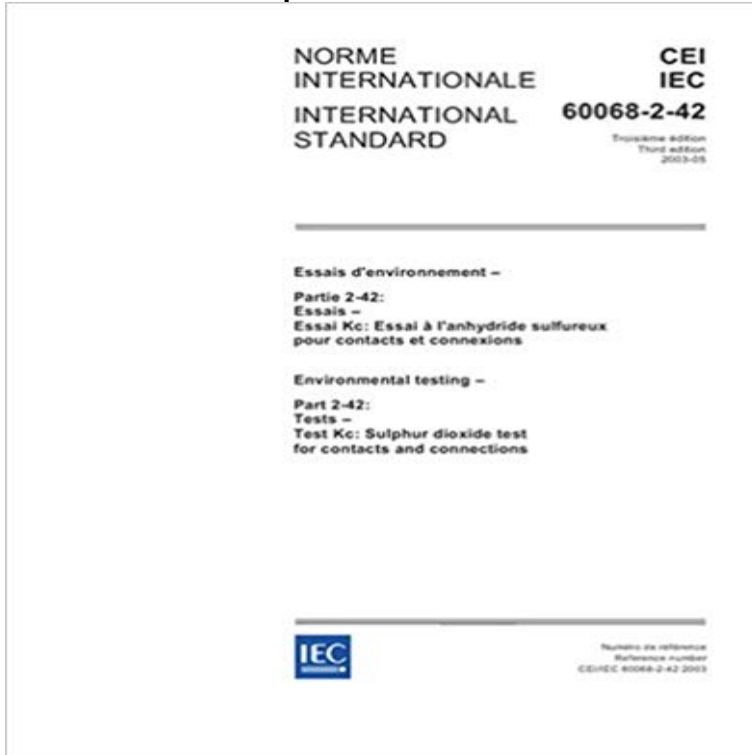 NORME
INTERNATIONALE
INTERNATIONAL
STANDARD
CEI
IEC
60068-2-42
Troisième édition
Third edition
2003-05
Essais d'environnement –
Partie 2-42:
Essais –
Essai Kc: Essai à l'anhydride sulfureux
pour contacts et connexions
Environmental testing –
Part 2-42:
Tests –
Test Kc: Sulphur dioxide test
for contacts and connections
IEC
Numéro de référence
Reference number
CEI/IEC 60068-2-42:2003